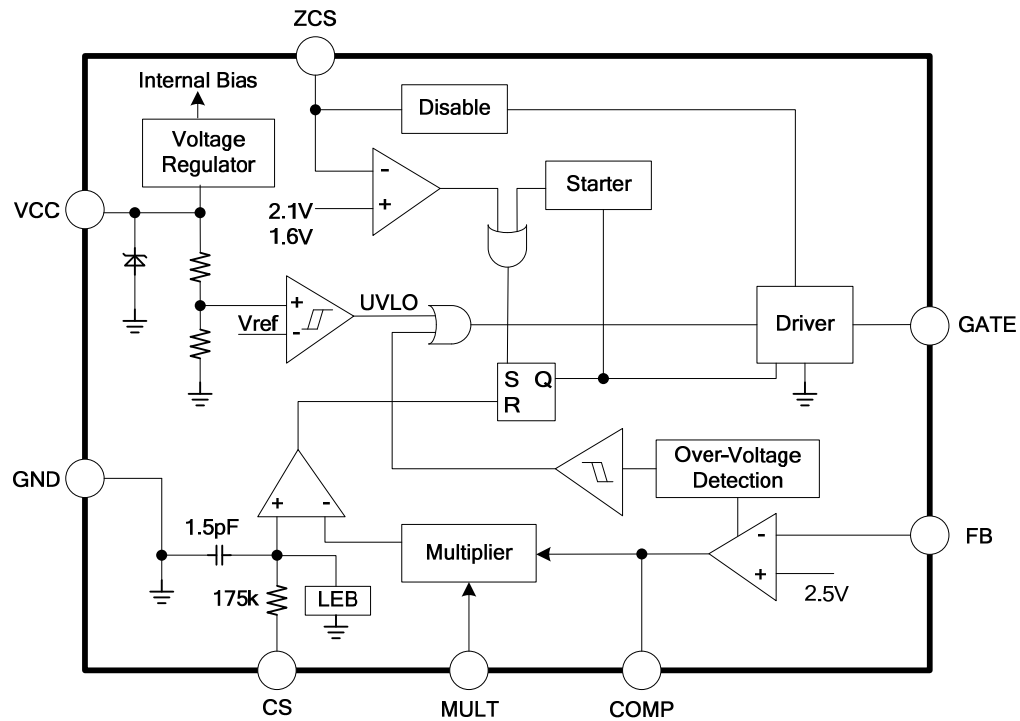 ZCS
Internal Bias
Disable
Voltage
Regulator
-
+
Starter
VCC
2.1V
1.6V
+
-
Vref
UVLO
Driver
GATE
S Q
R
GND
Over-Voltage
Detection
1.5pF
+ -
Multiplier
-
+
FB
2.5V
175k
LEB
CS
MULT
COMP